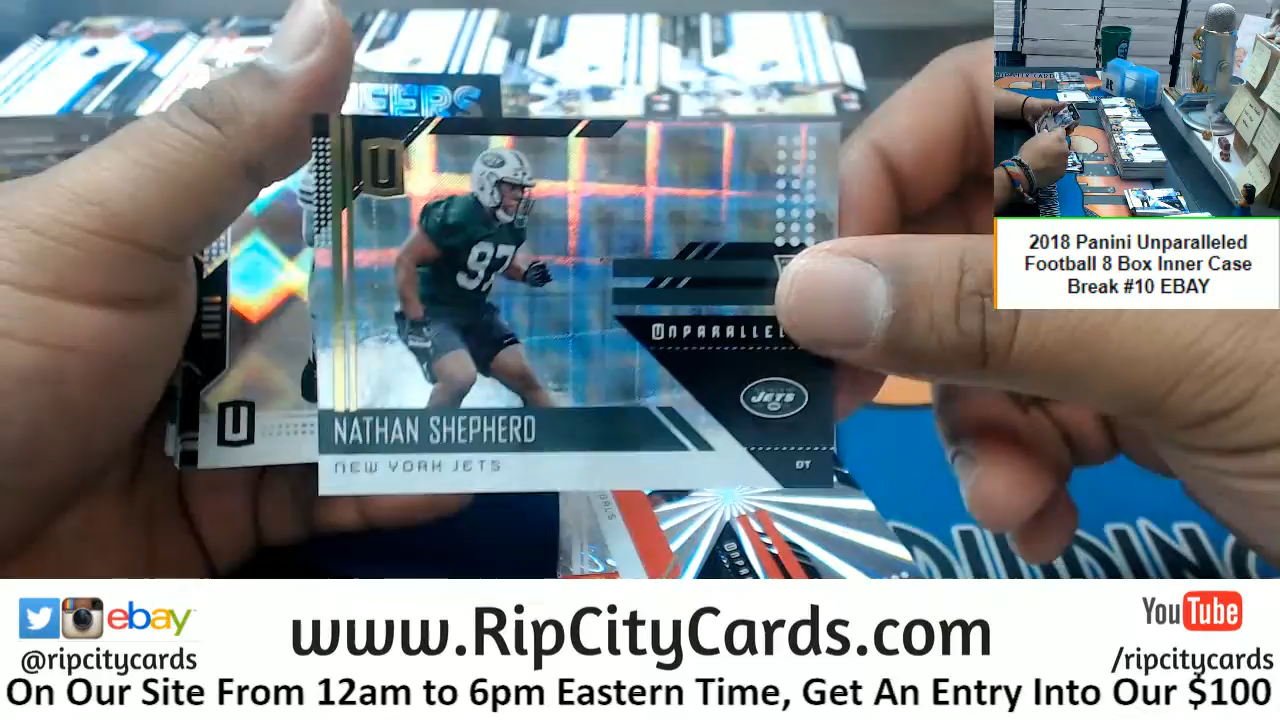 U
97
UNPARALLEL
JETS
NATHAN SHEPHERD
NEW YORK JETS
DT
U
2018 Panini Unparalleled
Football 8 Box Inner Case
Break #10 EBAY
ebay
@ripcitycards
www.RipCityCards.com
YouTube
/ripcitycards
On Our Site From 12am to 6pm Eastern Time, Get An Entry Into Our $100